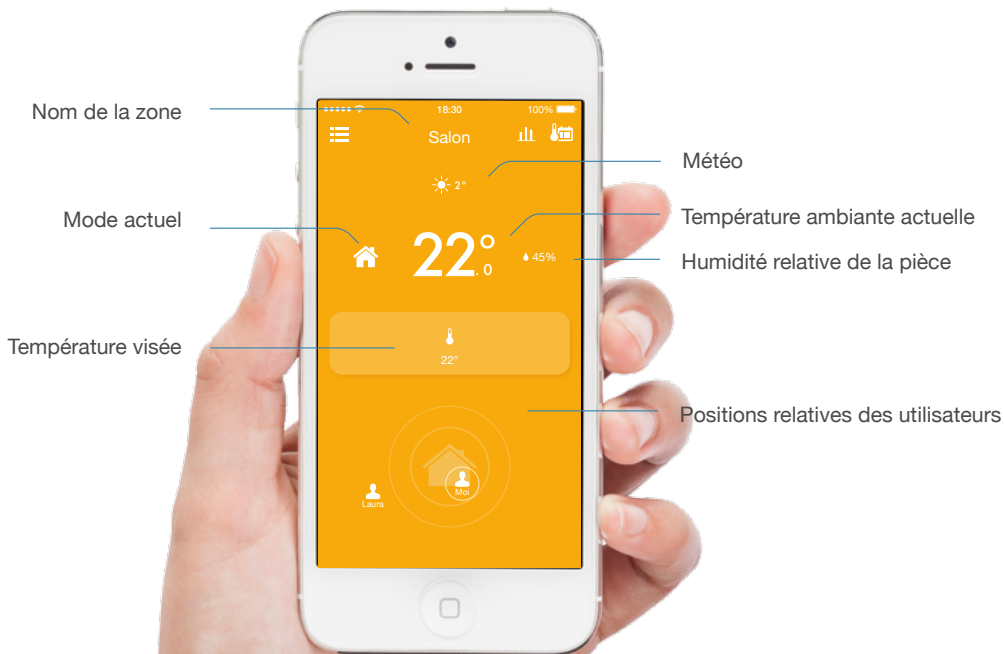 18:30
100%
Nom de la zone
Salon
Météo
2°
Mode actuel
Température ambiante actuelle
22°
.0
45%
Humidité relative de la pièce
Température visée
22°
Positions relatives des utilisateurs
Moi
Laura